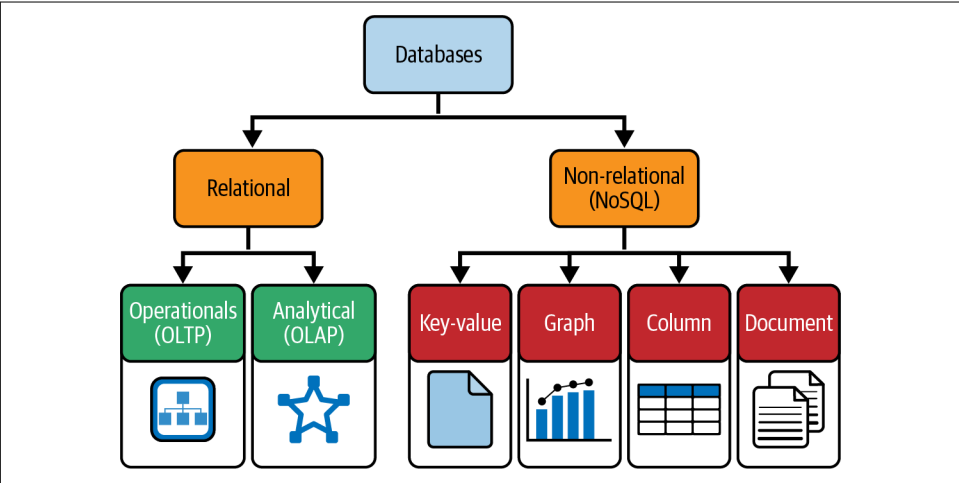 Databases
Relational
Non-relational
(NoSQL)
Operationals
(OLTP)
Analytical
(OLAP)
Key-value
Graph
Column
Document